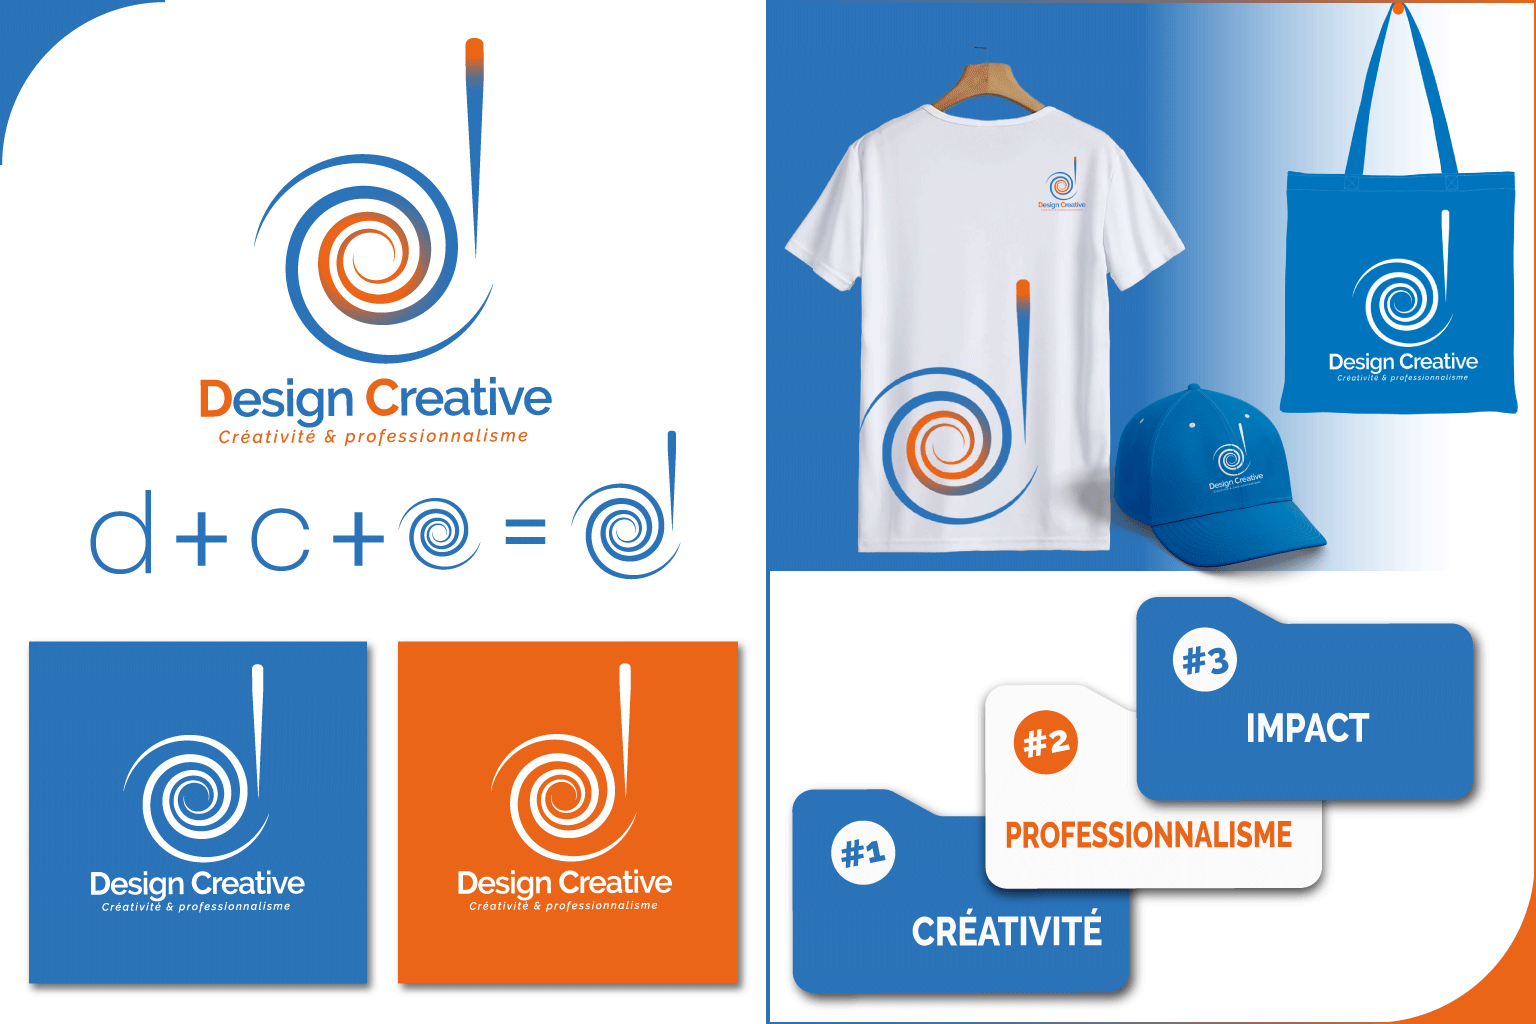 Design Creative
Créativité & professionnalisme
d + c + =
Design Creative
Créativité & professionnalisme
Design Creative
Créativité & professionnalisme
Design Creative
Design Creative
Créativité & professionnalisme
Design Creative
#3
IMPACT
#2
PROFESSIONNALISME
#1
CRÉATIVITÉ